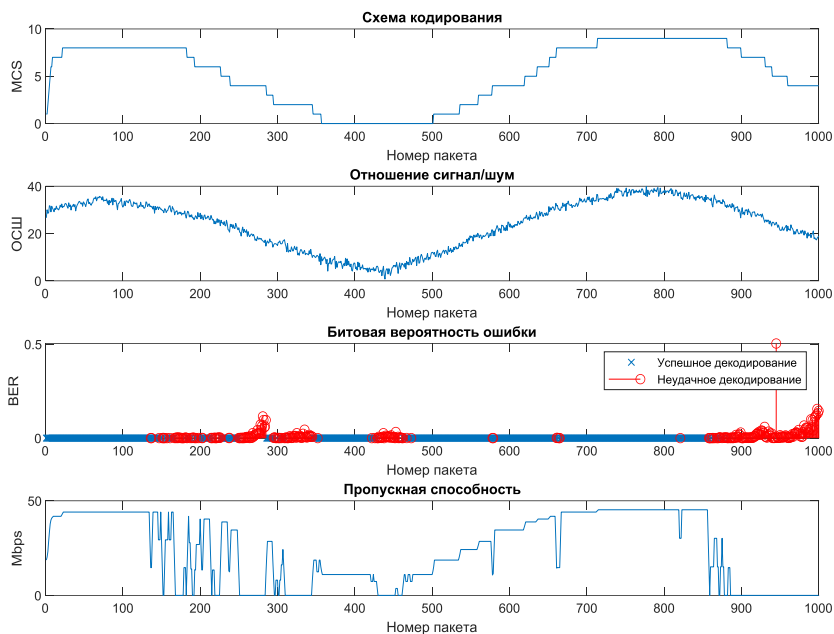 Схема кодирования
10
5
0
MCS
0 100 200 300 400 500 600 700 800 900 1000
Номер пакета
Отношение сигнал/шум
40
20
0
ОСШ
0 100 200 300 400 500 600 700 800 900 1000
Номер пакета
Битовая вероятность ошибки
0.5
0
BER
Успешное декодирование
Неудачное декодирование
0 100 200 300 400 500 600 700 800 900 1000
Номер пакета
Пропускная способность
50
0
Mbps
0 100 200 300 400 500 600 700 800 900 1000
Номер пакета